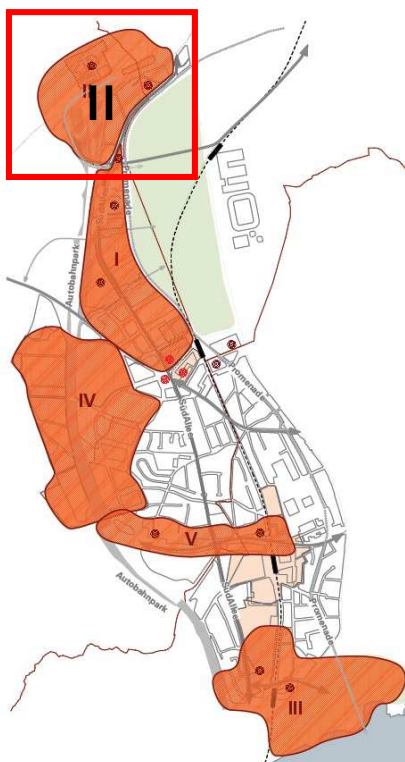 II
Promenade
I
Autobahnpark
IV
SüdAllee
Promenade
V
Autobahnpark
SüdAllee
Promenade
III